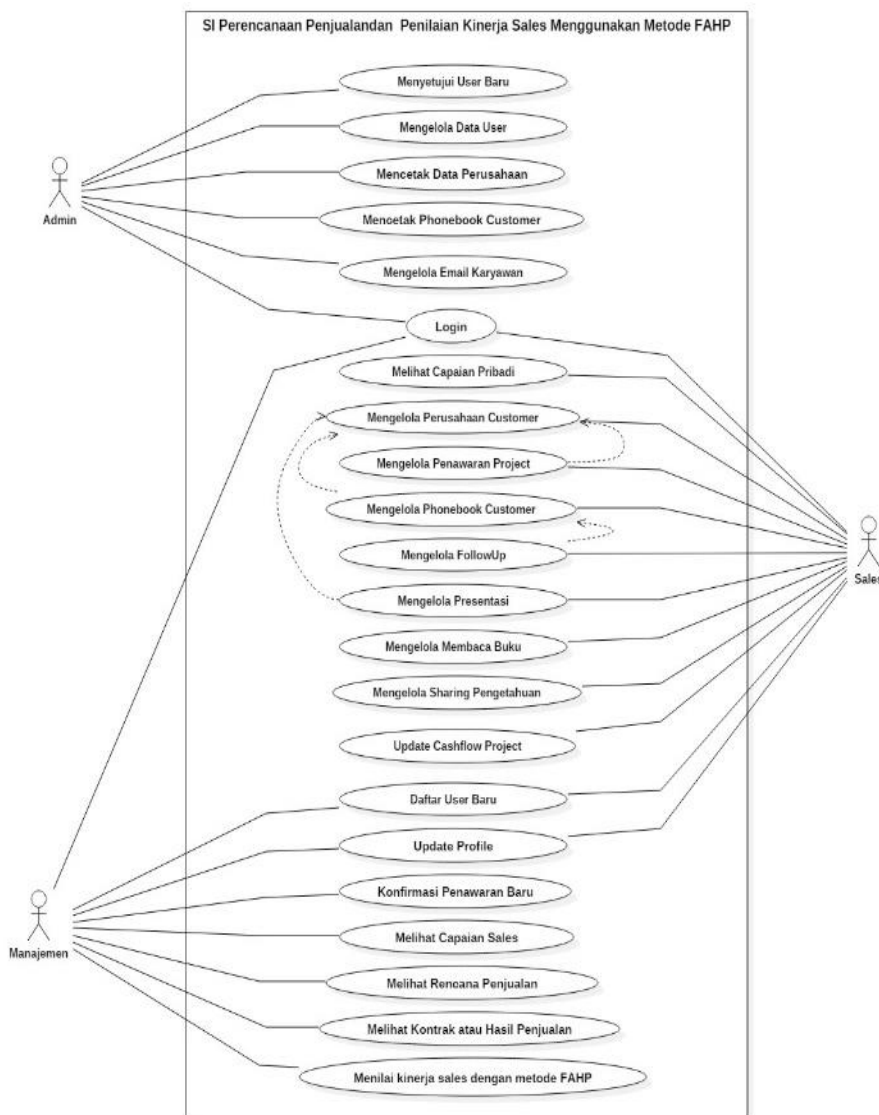 SI Perencanaan Penjualandan Penilaian Kinerja Sales Menggunakan Metode FAHP
Menyetujui User Baru
Mengelola Data User
Mencetak Data Perusahaan
Admin
Mencetak Phonebook Customer
Mengelola Email Karyawan
Login
Melihat Capaian Pribadi
Mengelola Perusahaan Customer
Mengelola Penawaran Project
Mengelola Phonebook Customer
Mengelola FollowUp
Sales
Mengelola Presentasi
Mengelola Membaca Buku
Mengelola Sharing Pengetahuan
Update Cashflow Project
Daftar User Baru
Update Profile
Konfirmasi Penawaran Baru
Melihat Capaian Sales
Manajemen
Melihat Rencana Penjualan
Melihat Kontrak atau Hasil Penjualan
Menilai kinerja sales dengan metode FAHP